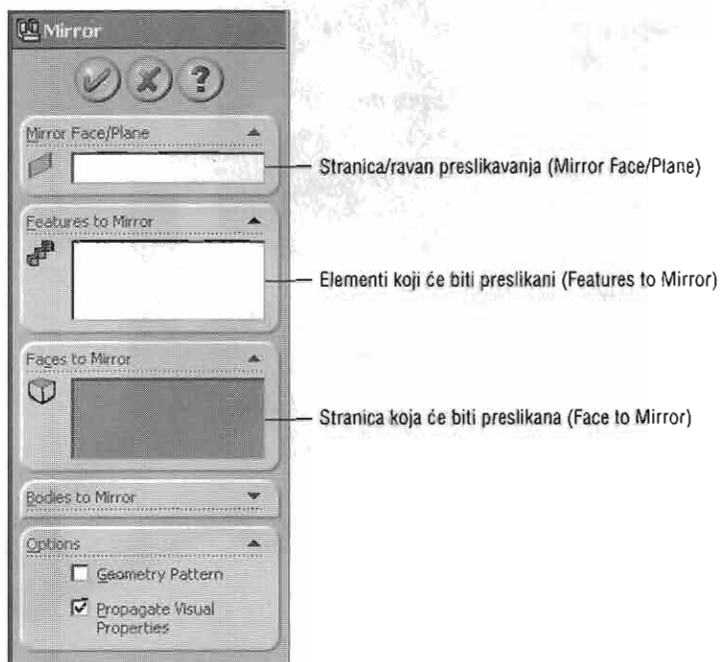 Mirror
?
Mirror Face/Plane
Stranica/ravan preslikavanja (Mirror Face/Plane)
Features to Mirror
Elementi koji će biti preslikani (Features to Mirror)
Faces to Mirror
Stranica koja će biti preslikana (Face to Mirror)
Bodies to Mirror
Options
Geometry Pattern
Propagate Visual
Properties